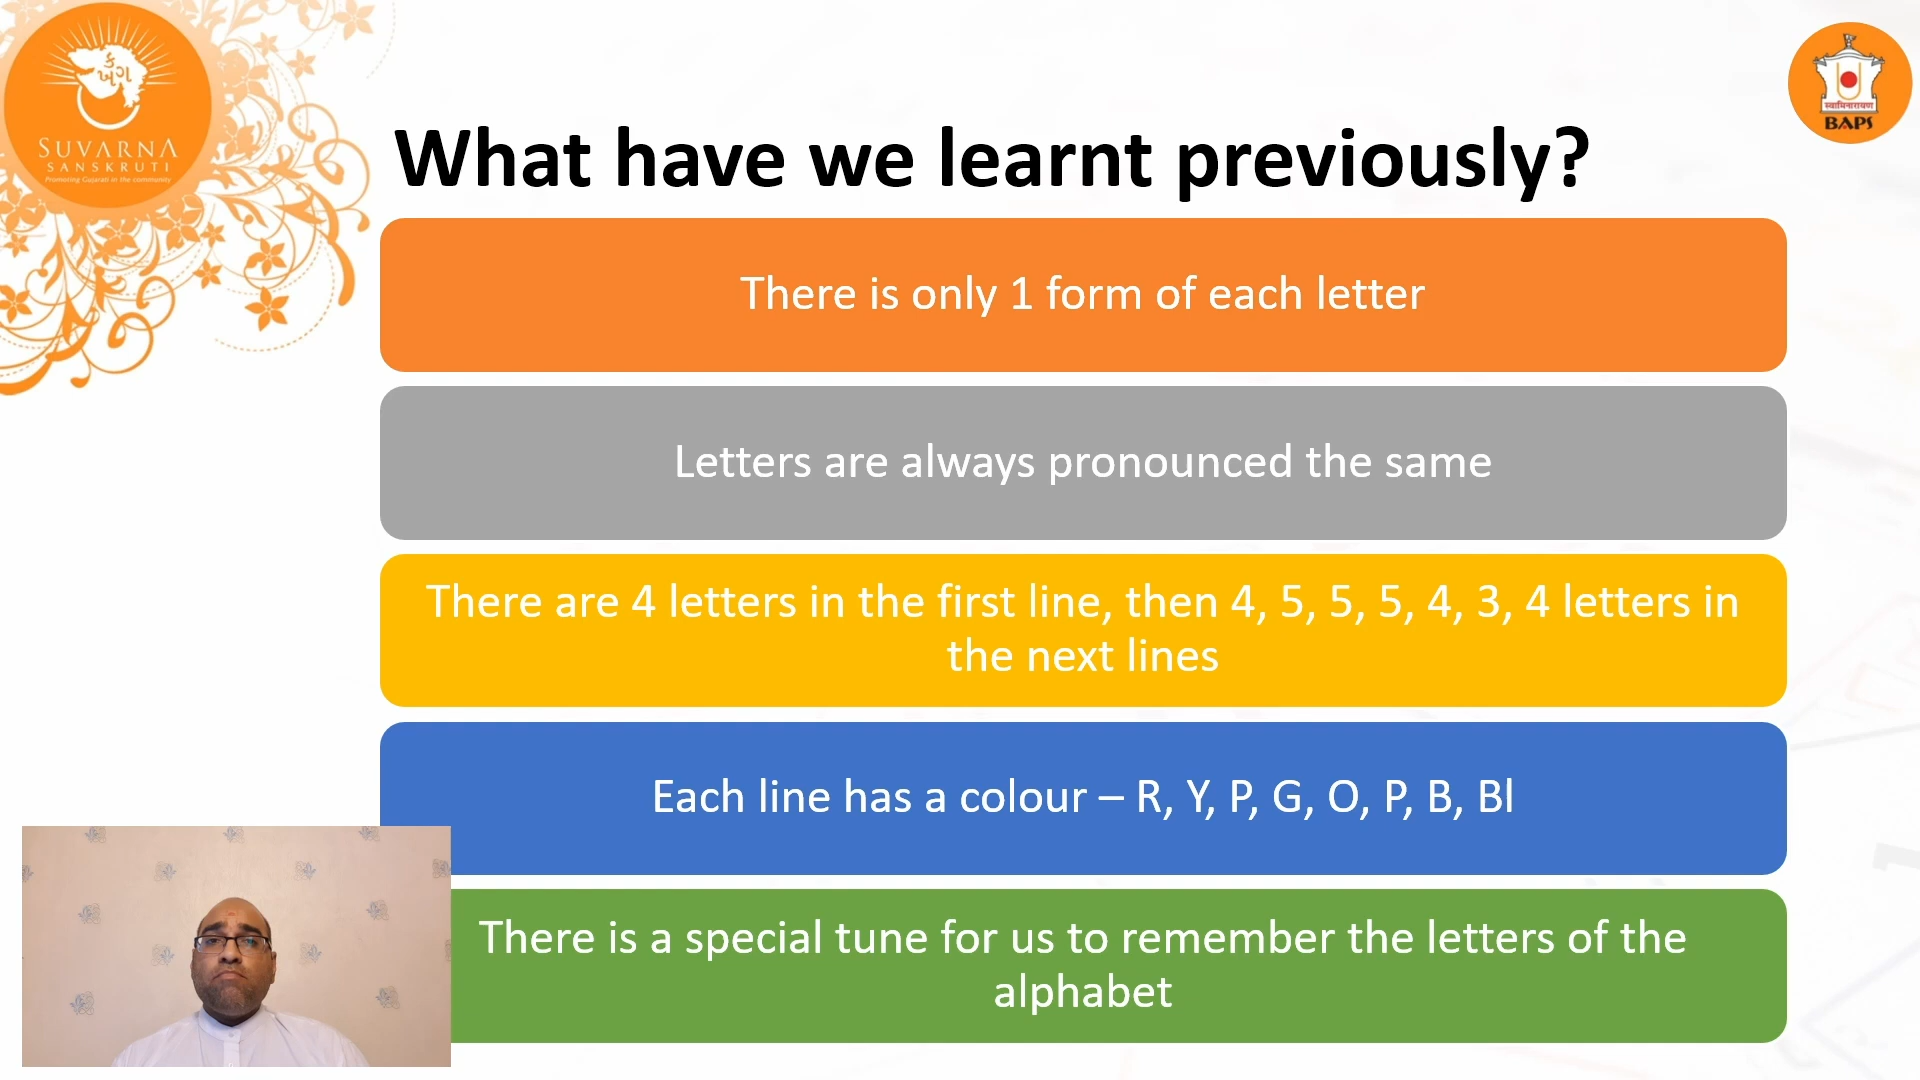 ક
ખગ
SUVARNA
SANSKRUTI
Promoting Gujarati in the community
स्वामिनारायण
BAPS
What have we learnt previously?
There is only 1 form of each letter
Letters are always pronounced the same
There are 4 letters in the first line, then 4, 5, 5, 5, 4, 3, 4 letters in
the next lines
Each line has a colour – R, Y, P, G, O, P, B, Bl
There is a special tune for us to remember the letters of the
alphabet